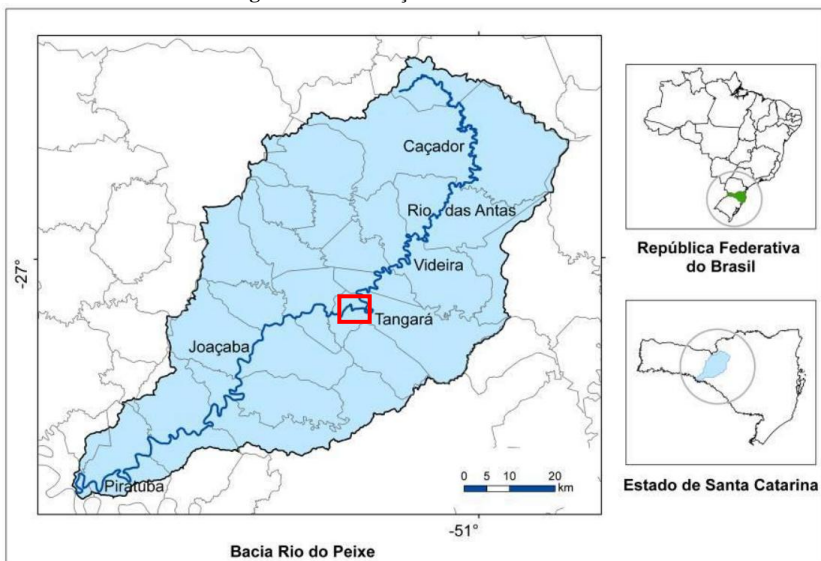 Caçador
Rio das Antas
Videira
Tangará
Joaçaba
Piratuba
-27°
-51°
0 5 10 20
km
Bacia Rio do Peixe
República Federativa
do Brasil
Estado de Santa Catarina